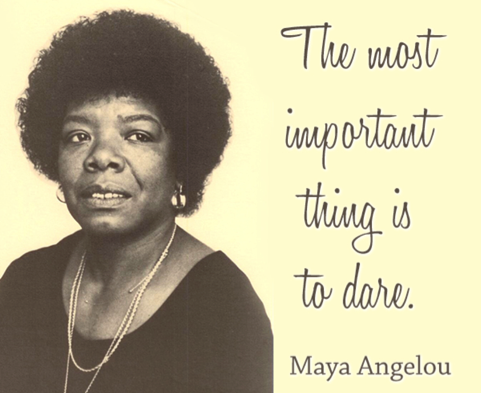 The most
important
thing is
to dare.
Maya Angelou